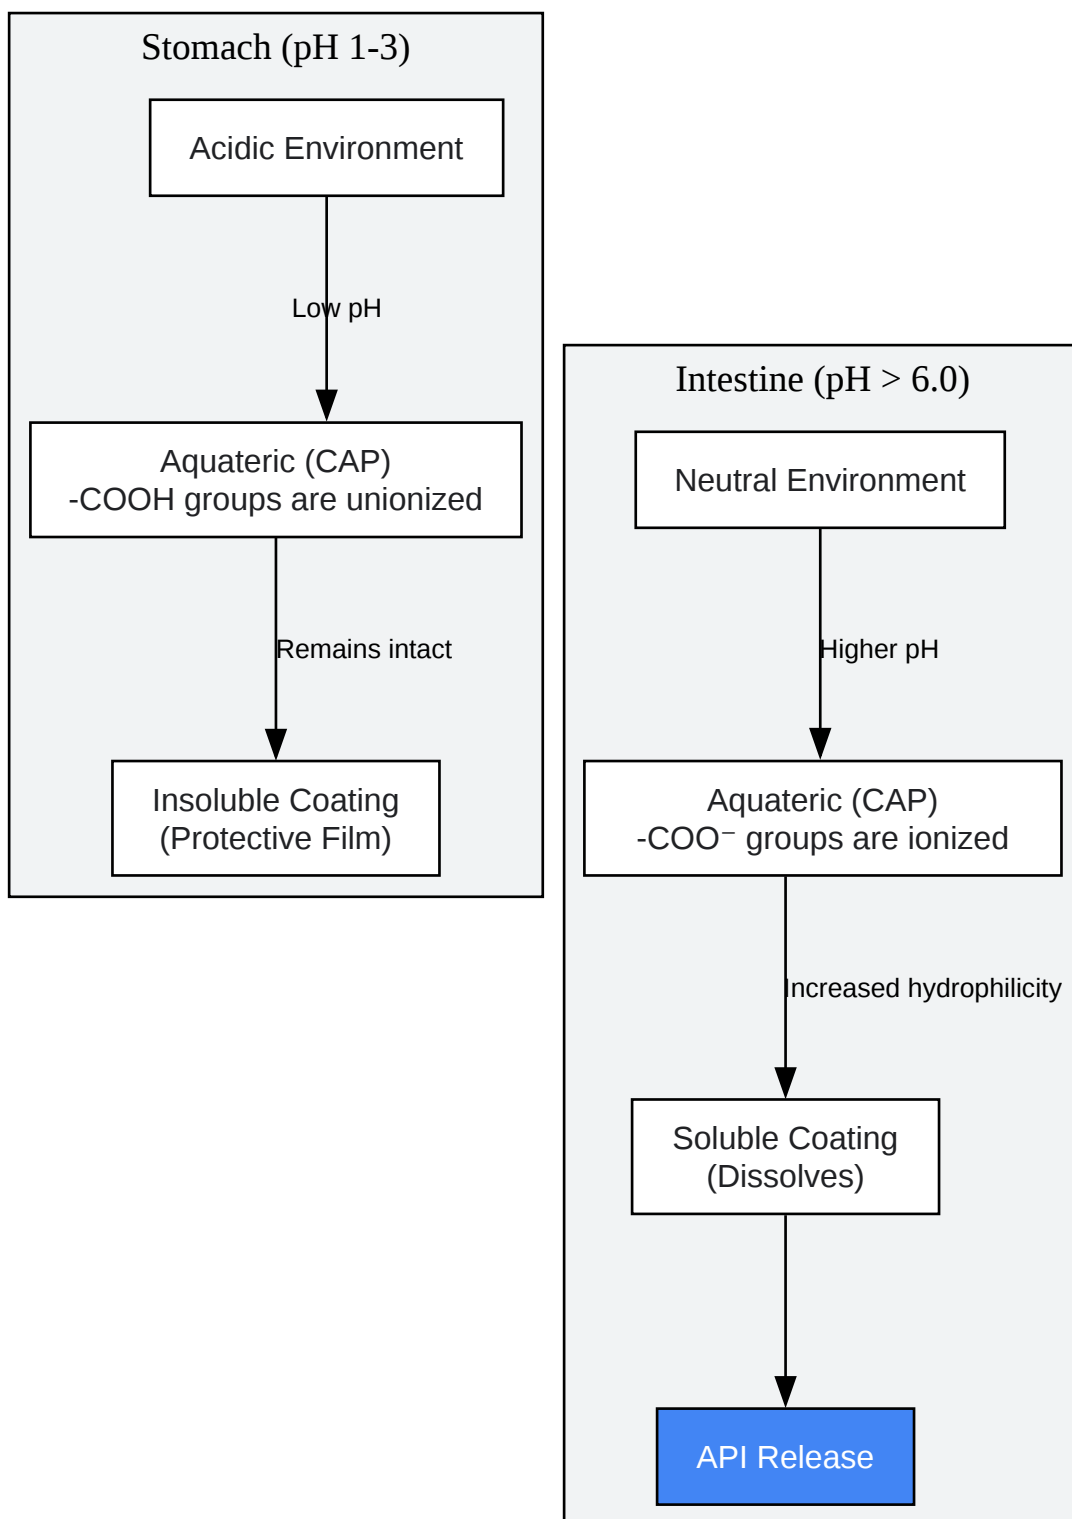 Stomach (pH 1-3)
Acidic Environment
Low pH
Aquateric (CAP)
-COOH groups are unionized
Remains intact
Insoluble Coating
(Protective Film)
Intestine (pH > 6.0)
Neutral Environment
Higher pH
Aquateric (CAP)
-COO⁻ groups are ionized
Increased hydrophilicity
Soluble Coating
(Dissolves)
API Release